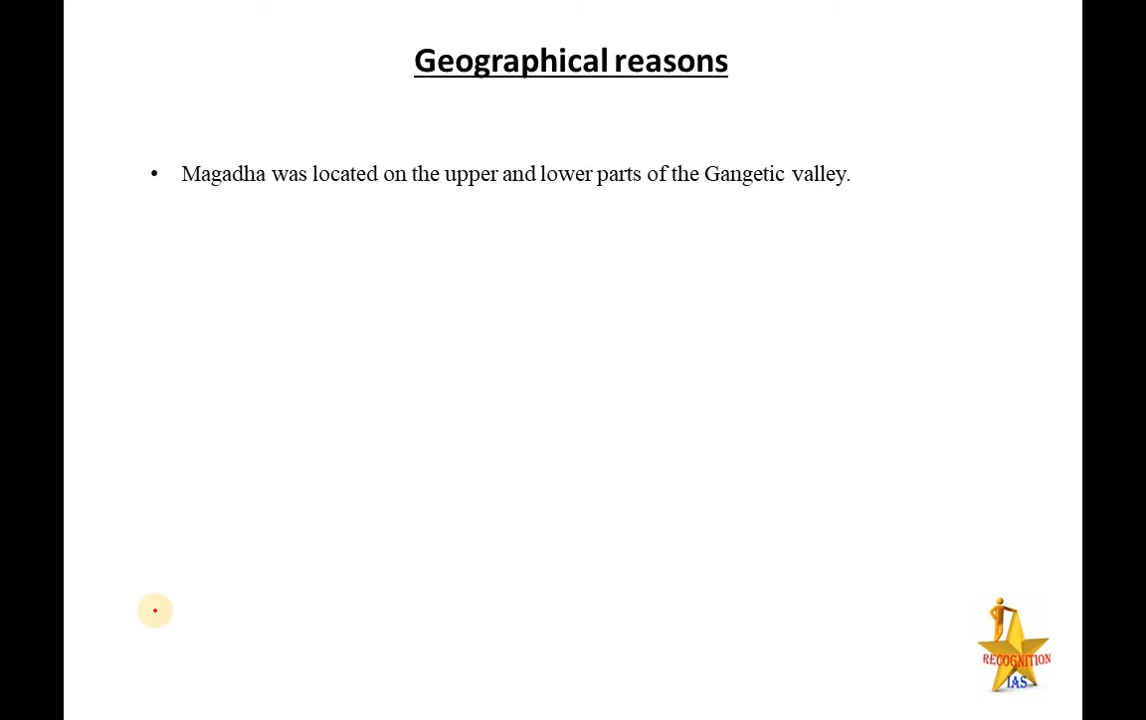 Geographical reasons
• Magadha was located on the upper and lower parts of the Gangetic valley.
RECOGNITION
IAS